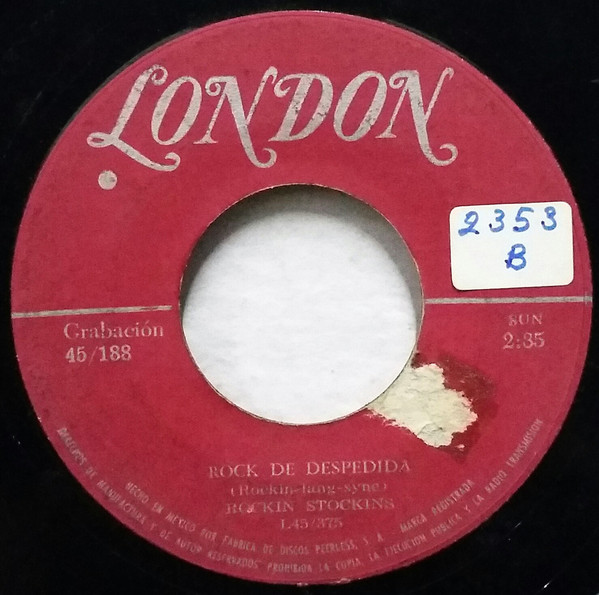 LONDON
2353
B
Grabación
45/188
SUN
2:35
ROCK DE DESPEDIDA
(Rockin-lang-syne)
ROCKIN STOCKINS
L45/375
DERECHOS DE MANUFACTURA Y DE AUTOR RESERVADOS PROHIBIDA LA COPIA, LA EJECUCION PUBLICA Y LA RADIO TRANSMISION
HECHO EN MEXICO POR FABRICA DE DISCOS PEERLESS, S. A. MARCA REGISTRADA